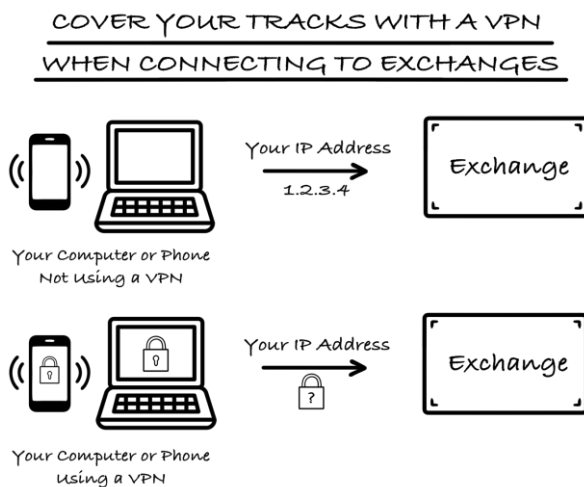 COVER YOUR TRACKS WITH A VPN
WHEN CONNECTING TO EXCHANGES
Your IP Address
1.2.3.4
Exchange
Your Computer or Phone
Not Using a VPN
Your IP Address
?
Exchange
Your Computer or Phone
Using a VPN